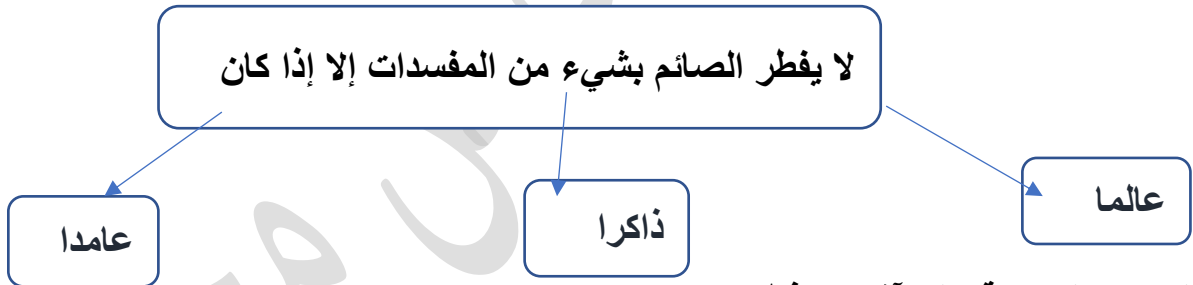 لا يفطر الصائم بشيء من المفسدات إلا إذا كان
عالما
ذاكرا
عامدا